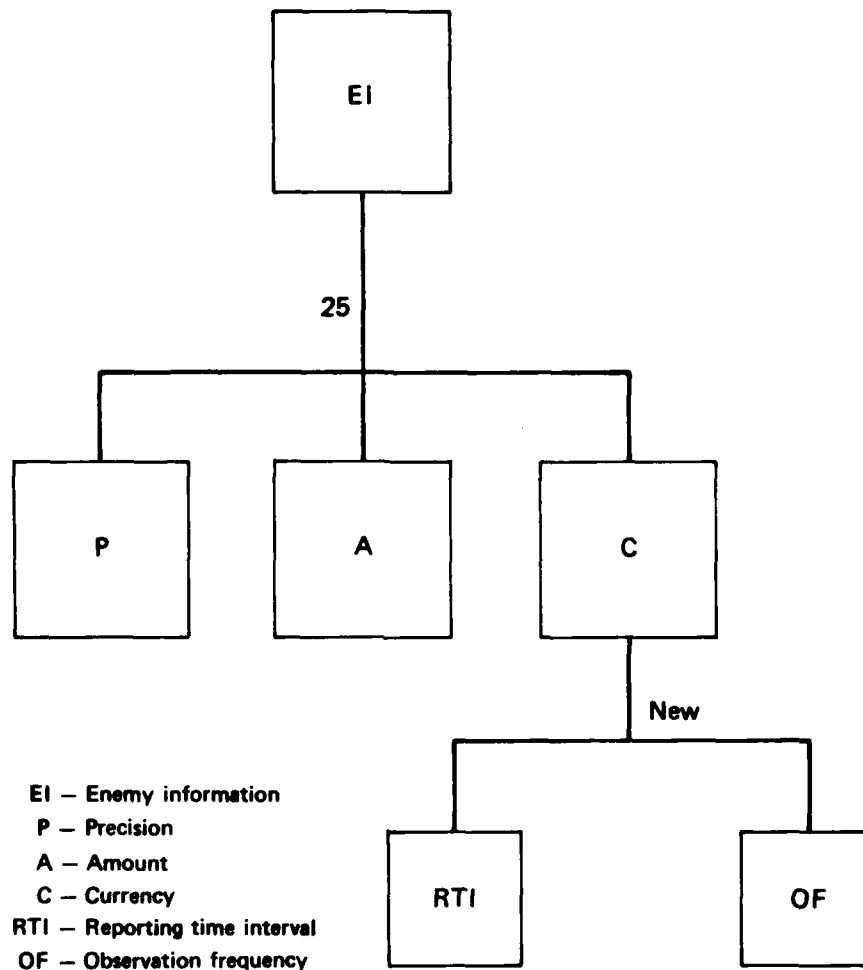 EI
25
P A C
New
EI – Enemy information
P – Precision
A – Amount
C – Currency
RTI – Reporting time interval
OF – Observation frequency
RTI OF